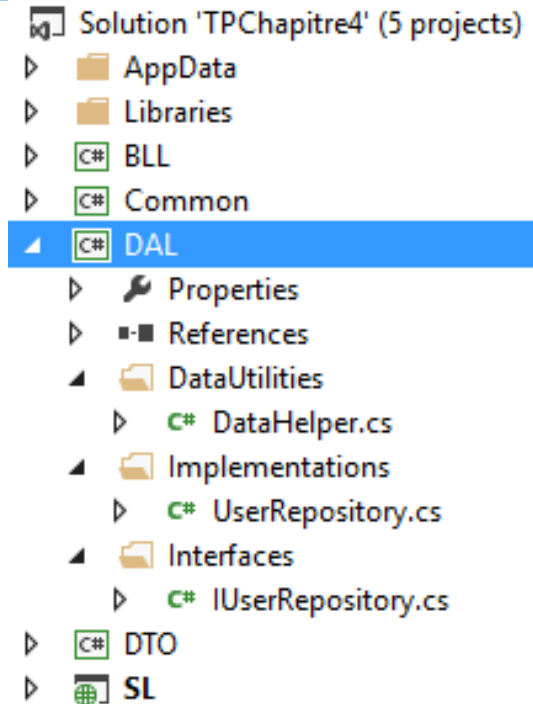 Solution 'TPChapitre4' (5 projects)
AppData
Libraries
C# BLL
C# Common
C# DAL
Properties
References
DataUtilities
C# DataHelper.cs
Implementations
C# UserRepository.cs
Interfaces
C# IUserRepository.cs
C# DTO
SL